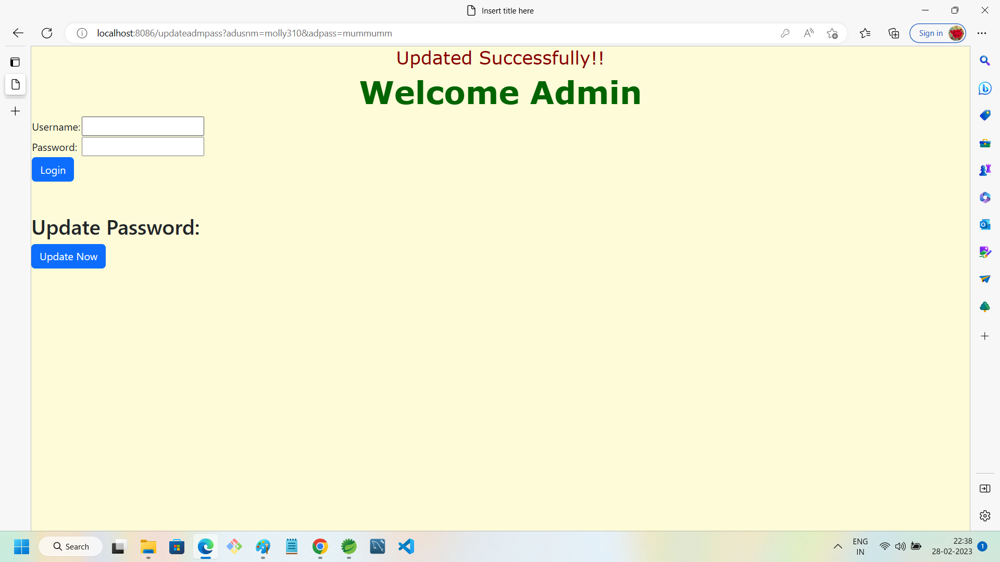 Insert title here
localhost:8086/updateadmpass?adusnm=molly310&adpass=mummumm
Sign in
Updated Successfully!!
Welcome Admin
Username:
Password:
Login
Update Password:
Update Now
Search
ENG
IN
22:38
28-02-2023
1